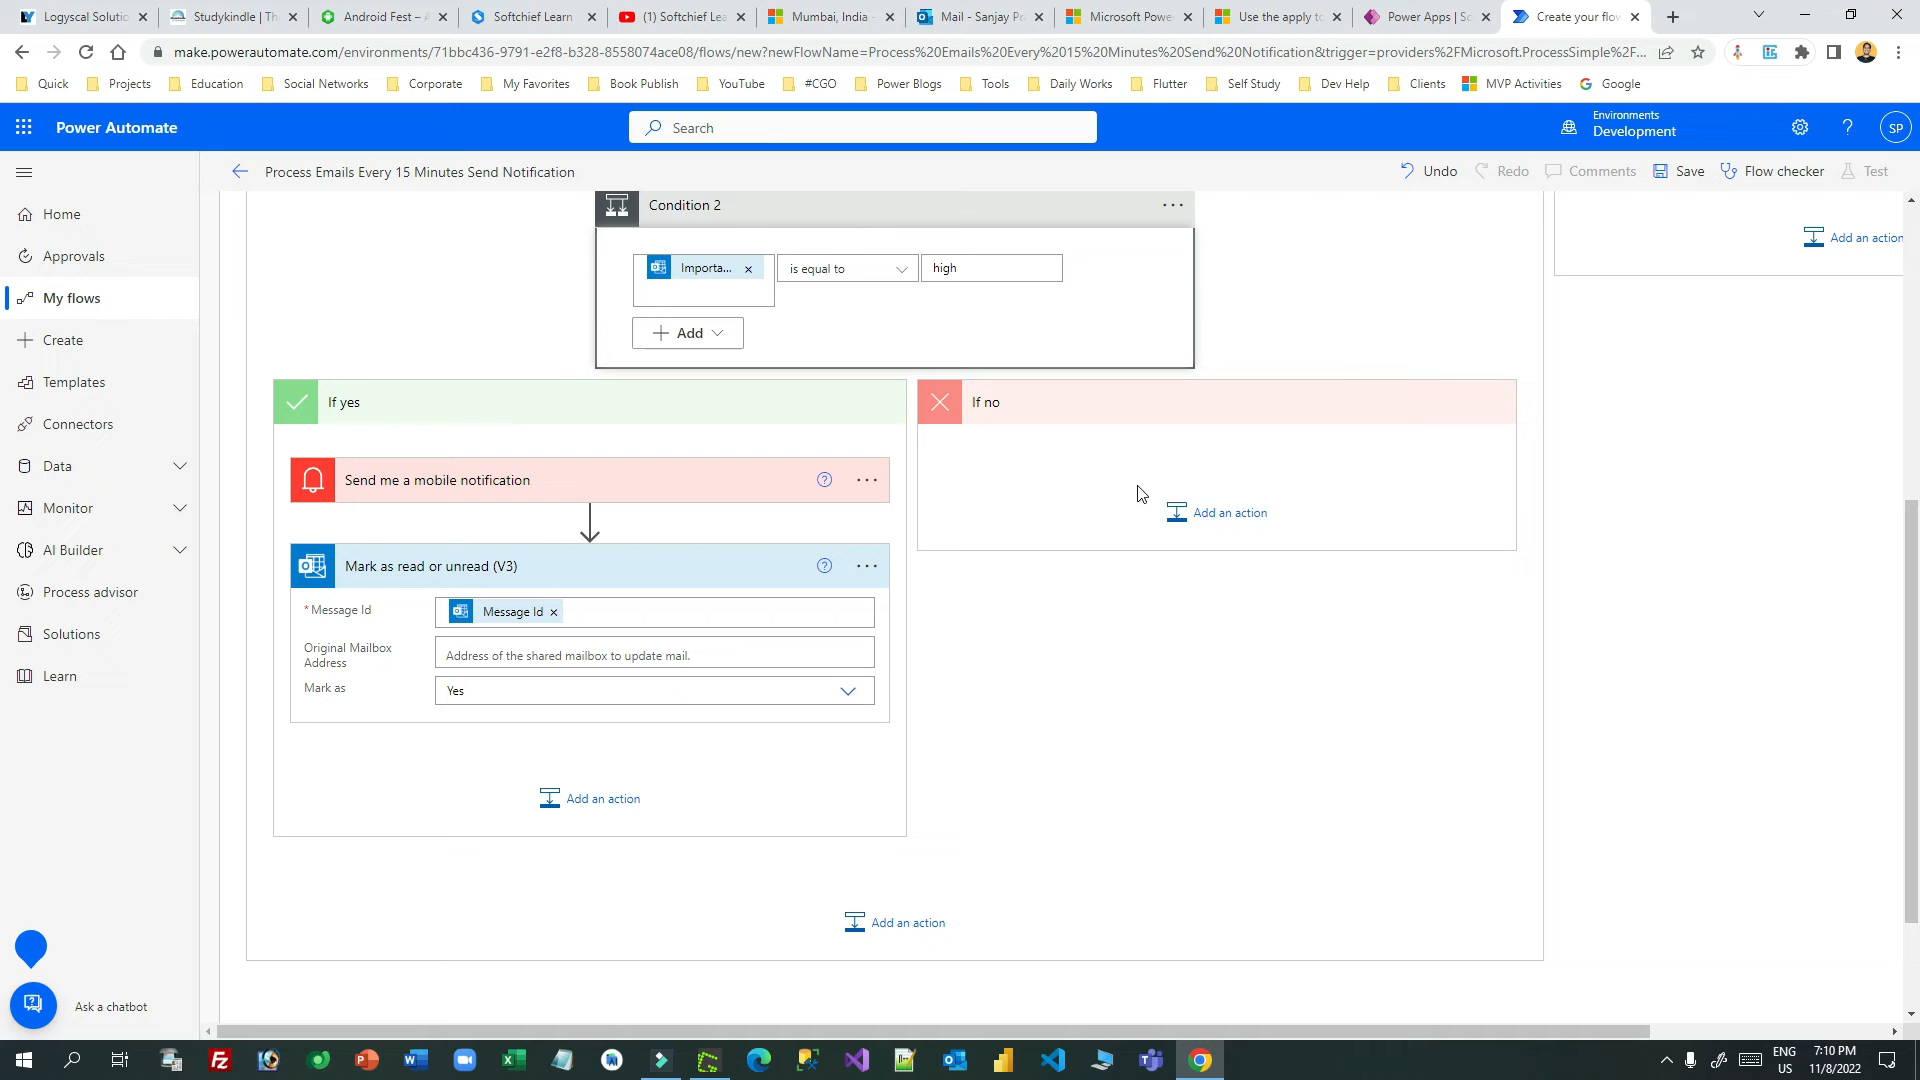 Logyscal Solutio
Studykindle | Th
Android Fest – A
Softchief Learn
(1) Softchief Lea
Mumbai, India -
Mail - Sanjay Pr
Microsoft Powe
Use the apply to
Power Apps | So
Create your flow
make.powerautomate.com/environments/71bbc436-9791-e2f8-b328-8558074ace08/flows/new?newFlowName=Process%20Emails%20Every%2015%20Minutes%20Send%20Notification&trigger=providers%2FMicrosoft.ProcessSimple%2F...
Quick
Projects
Education
Social Networks
Corporate
My Favorites
Book Publish
YouTube
#CGO
Power Blogs
Tools
Daily Works
Flutter
Self Study
Dev Help
Clients
MVP Activities
Google
Power Automate
Search
Environments
Development
SP
Process Emails Every 15 Minutes Send Notification
Undo
Redo
Comments
Save
Flow checker
Test
Home
Approvals
My flows
Create
Templates
Connectors
Data
Monitor
AI Builder
Process advisor
Solutions
Learn
Ask a chatbot
Condition 2
Importa...
is equal to
high
Add
Add an action
If yes
If no
Send me a mobile notification
Mark as read or unread (V3)
* Message Id
Message Id
Original Mailbox
Address
Address of the shared mailbox to update mail.
Mark as
Yes
Add an action
Add an action
Add an action
ENG
US
7:10 PM
11/8/2022